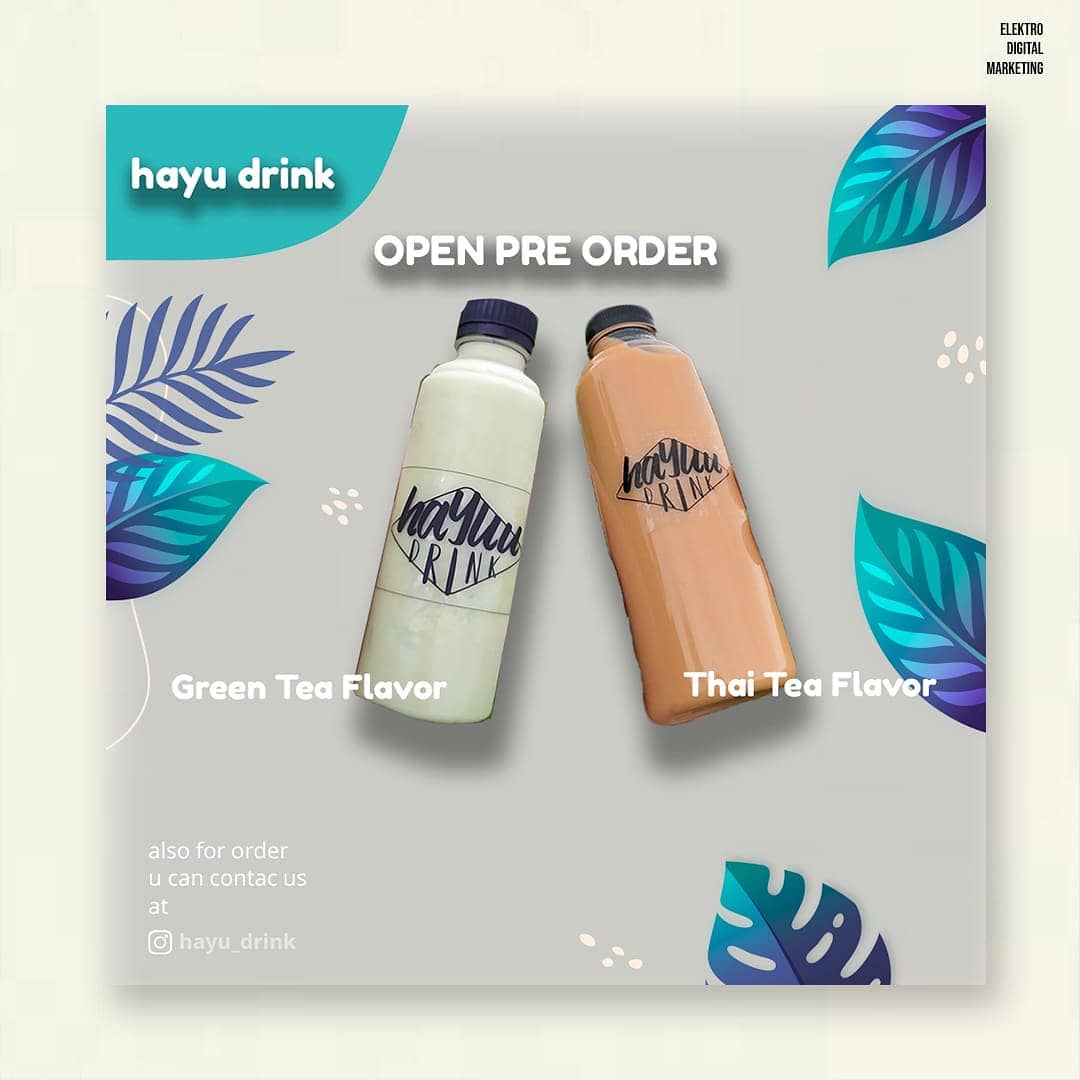 ELEKTRO
DIGITAL
MARKETING
hayu drink
OPEN PRE ORDER
hayuu
DRINK
hayuu
DRINK
Green Tea Flavor
Thai Tea Flavor
also for order
u can contac us
at
hayu_drink